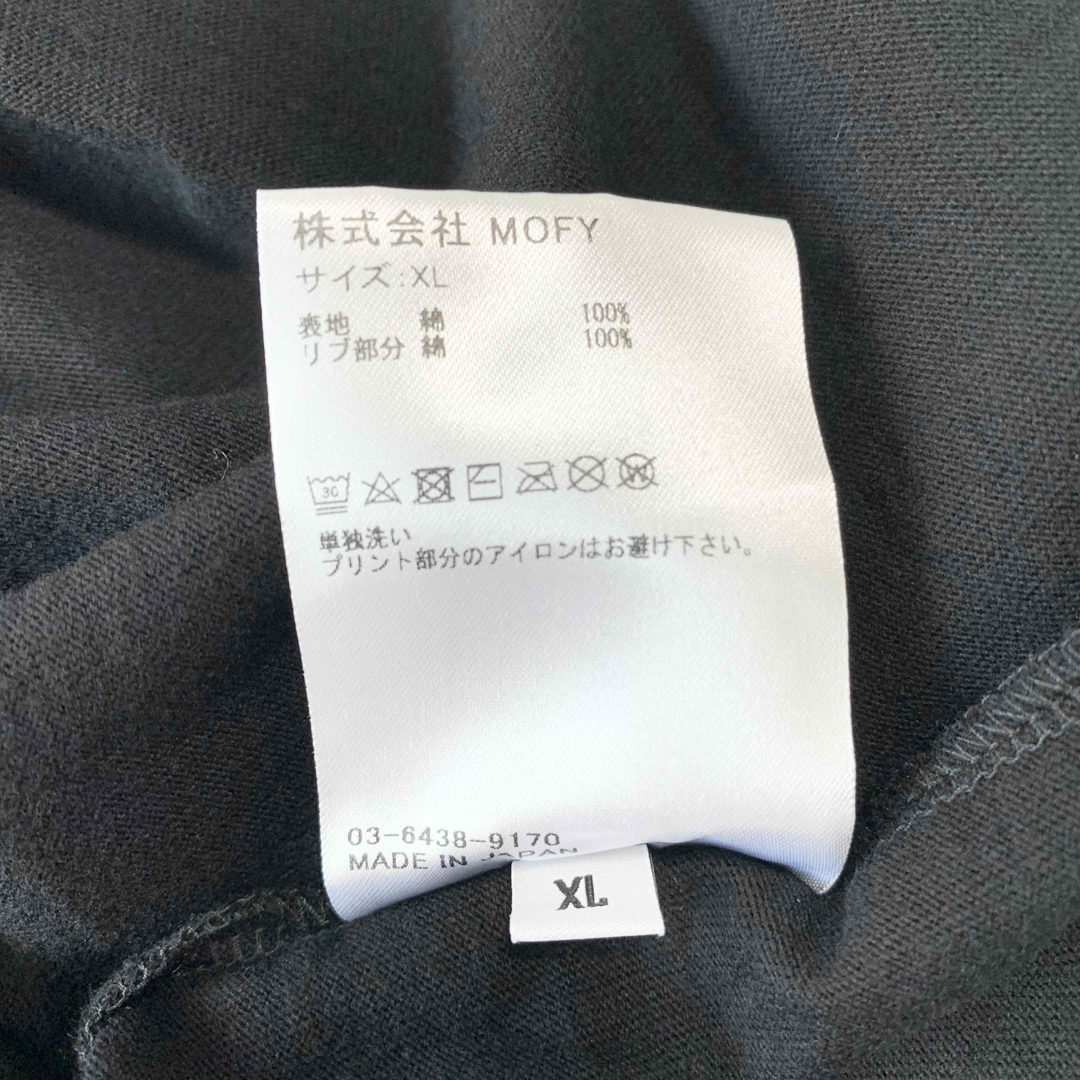 株式会社 MOFY
サイズ:XL
表地 綿 100%
リブ部分 綿 100%
30
単独洗い
プリント部分のアイロンはお避け下さい。
03-6438-9170
MADE IN JAPAN
XL